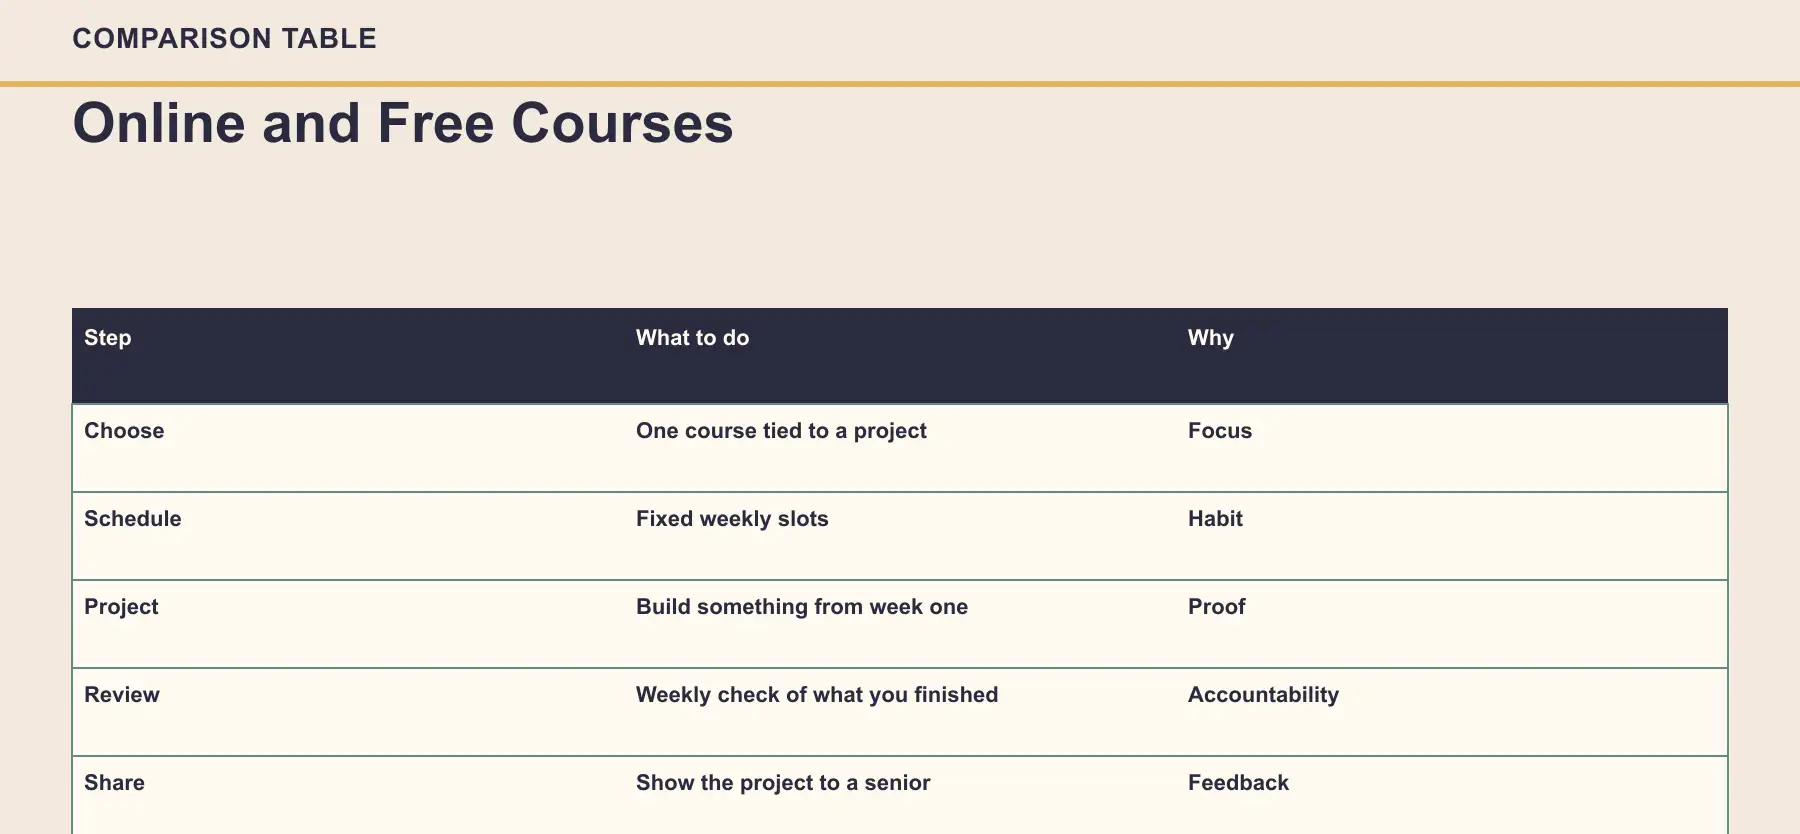 COMPARISON TABLE
Online and Free Courses
Step What to do Why
Choose One course tied to a project Focus
Schedule Fixed weekly slots Habit
Project Build something from week one Proof
Review Weekly check of what you finished Accountability
Share Show the project to a senior Feedback